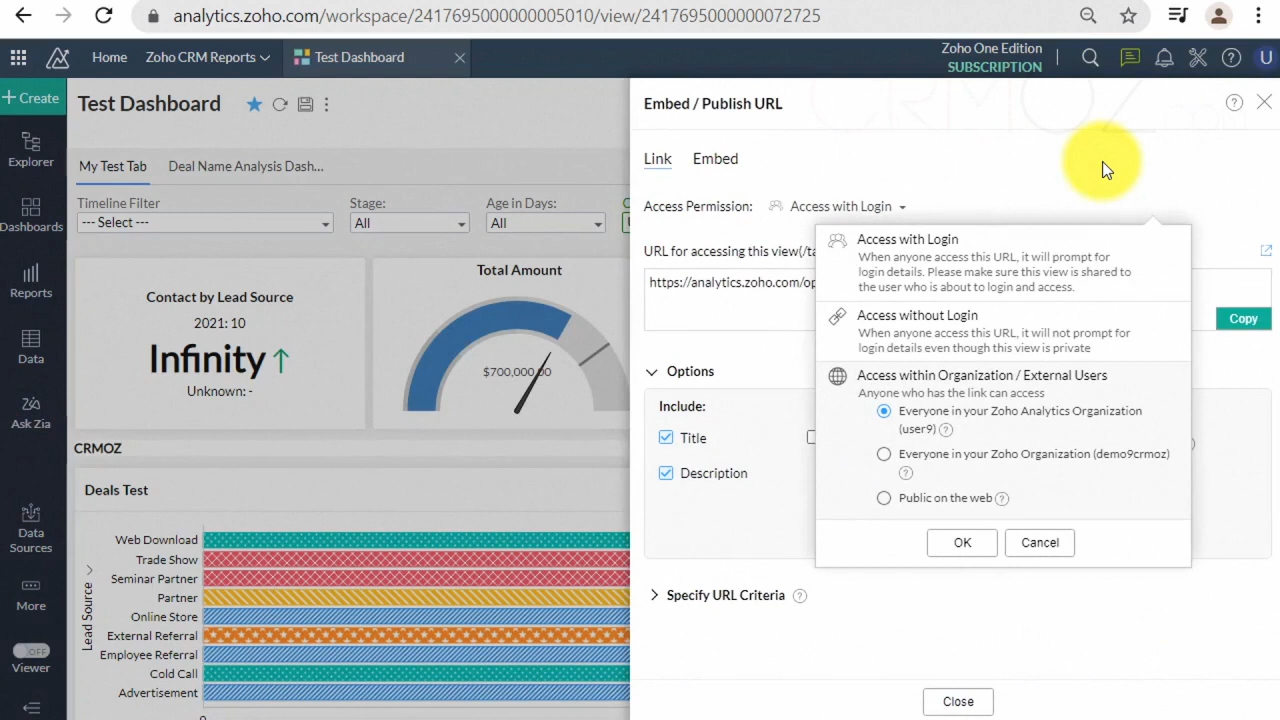 analytics.zoho.com/workspace/2417695000000005010/view/2417695000000072725
Home
Zoho CRM Reports
Test Dashboard
Zoho One Edition
SUBSCRIPTION
U
+ Create
Explorer
Dashboards
Reports
Data
Ask Zia
Data
Sources
More
OFF
Viewer
Test Dashboard
My Test Tab
Deal Name Analysis Dash...
Timeline Filter
--- Select ---
Stage:
All
Age in Days:
All
Contact by Lead Source
2021: 10
Infinity ↑
Unknown: -
Total Amount
$700,000.00
CRMOZ
Deals Test
Lead Source
Web Download
Trade Show
Seminar Partner
Partner
Online Store
External Referral
Employee Referral
Cold Call
Advertisement
0
Embed / Publish URL
CRMOZ
Link
Embed
Access Permission:
Access with Login
URL for accessing this view(/ta
https://analytics.zoho.com/op
Copy
Options
Include:
Title
Description
Access with Login
When anyone access this URL, it will prompt for
login details. Please make sure this view is shared to
the user who is about to login and access.
Access without Login
When anyone access this URL, it will not prompt for
login details even though this view is private
Access within Organization / External Users
Anyone who has the link can access
Everyone in your Zoho Analytics Organization
(user9) ?
Everyone in your Zoho Organization (demo9crmoz)
?
Public on the web ?
OK
Cancel
Specify URL Criteria ?
Close